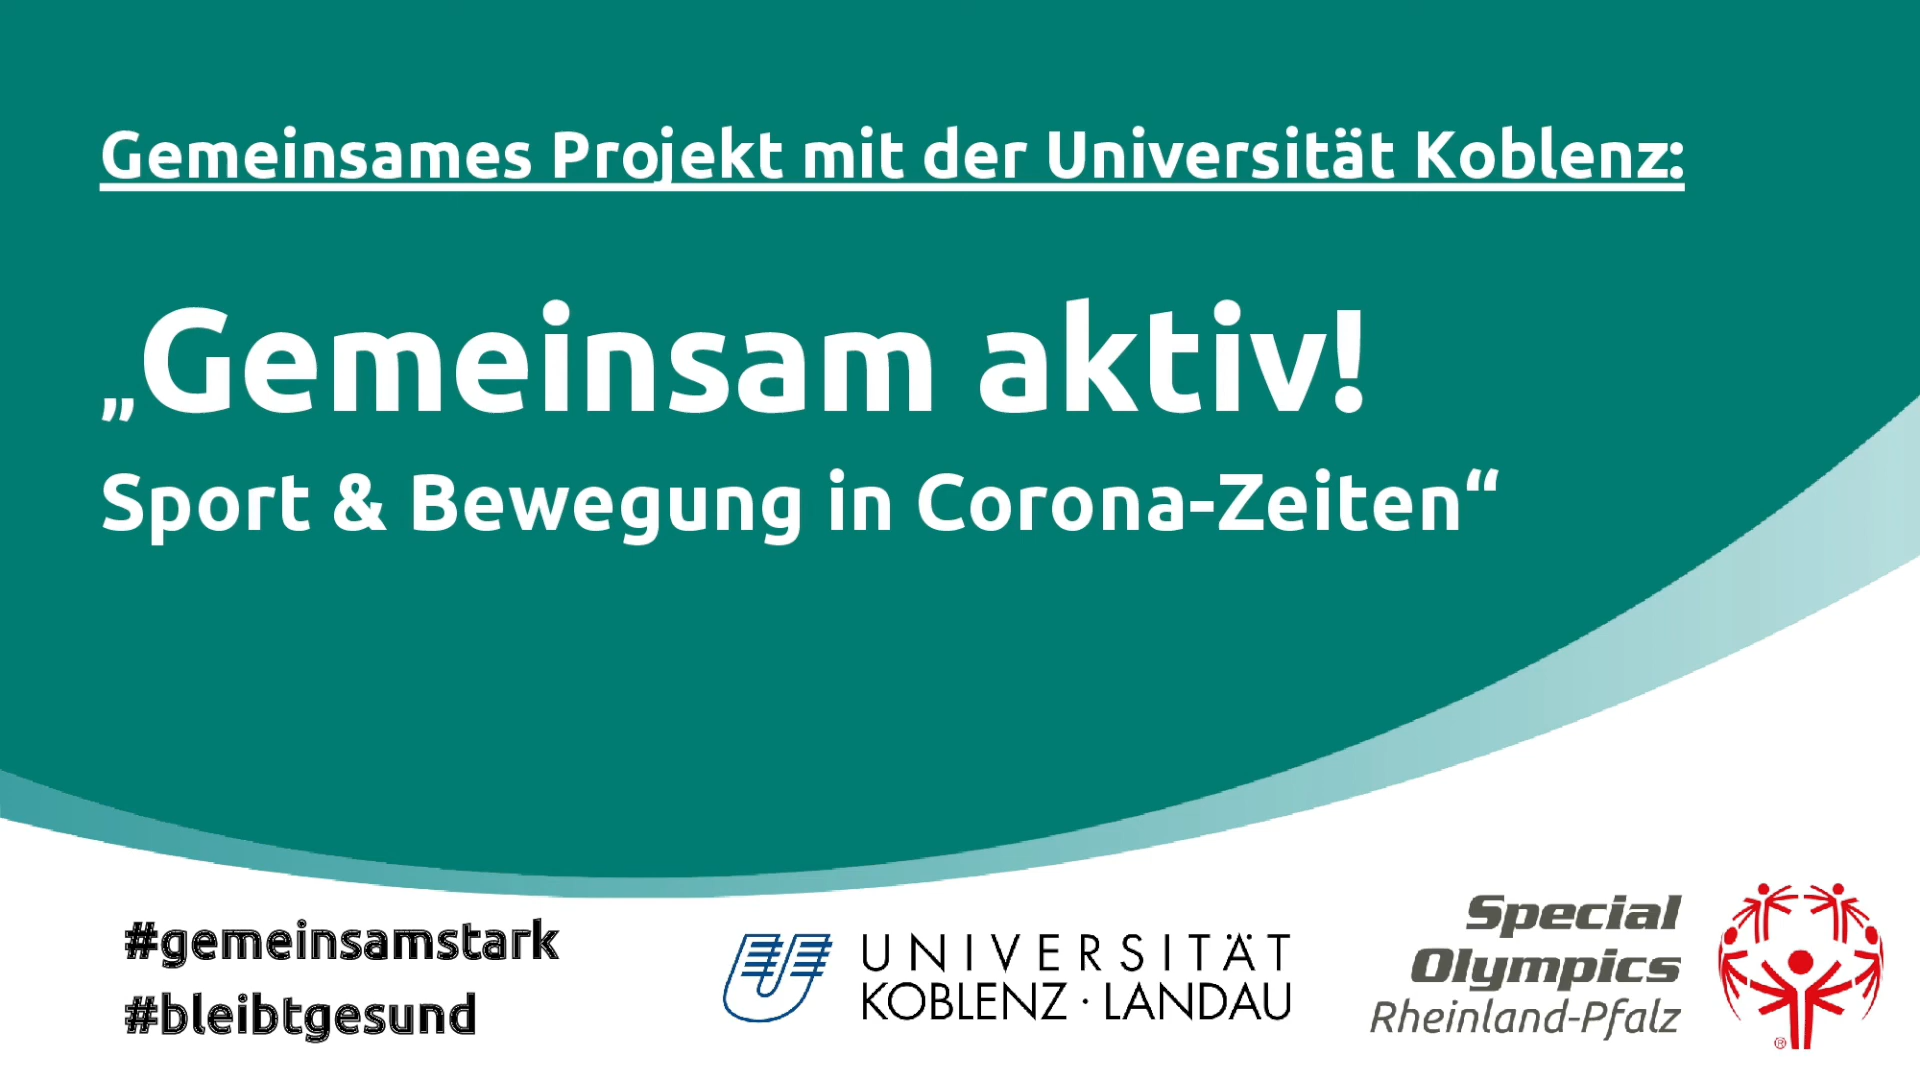 Gemeinsames Projekt mit der Universität Koblenz:
„Gemeinsam aktiv!
Sport & Bewegung in Corona-Zeiten“
#gemeinsamstark
#bleibtgesund
UNIVERSITÄT
KOBLENZ · LANDAU
Special
Olympics
Rheinland-Pfalz
®